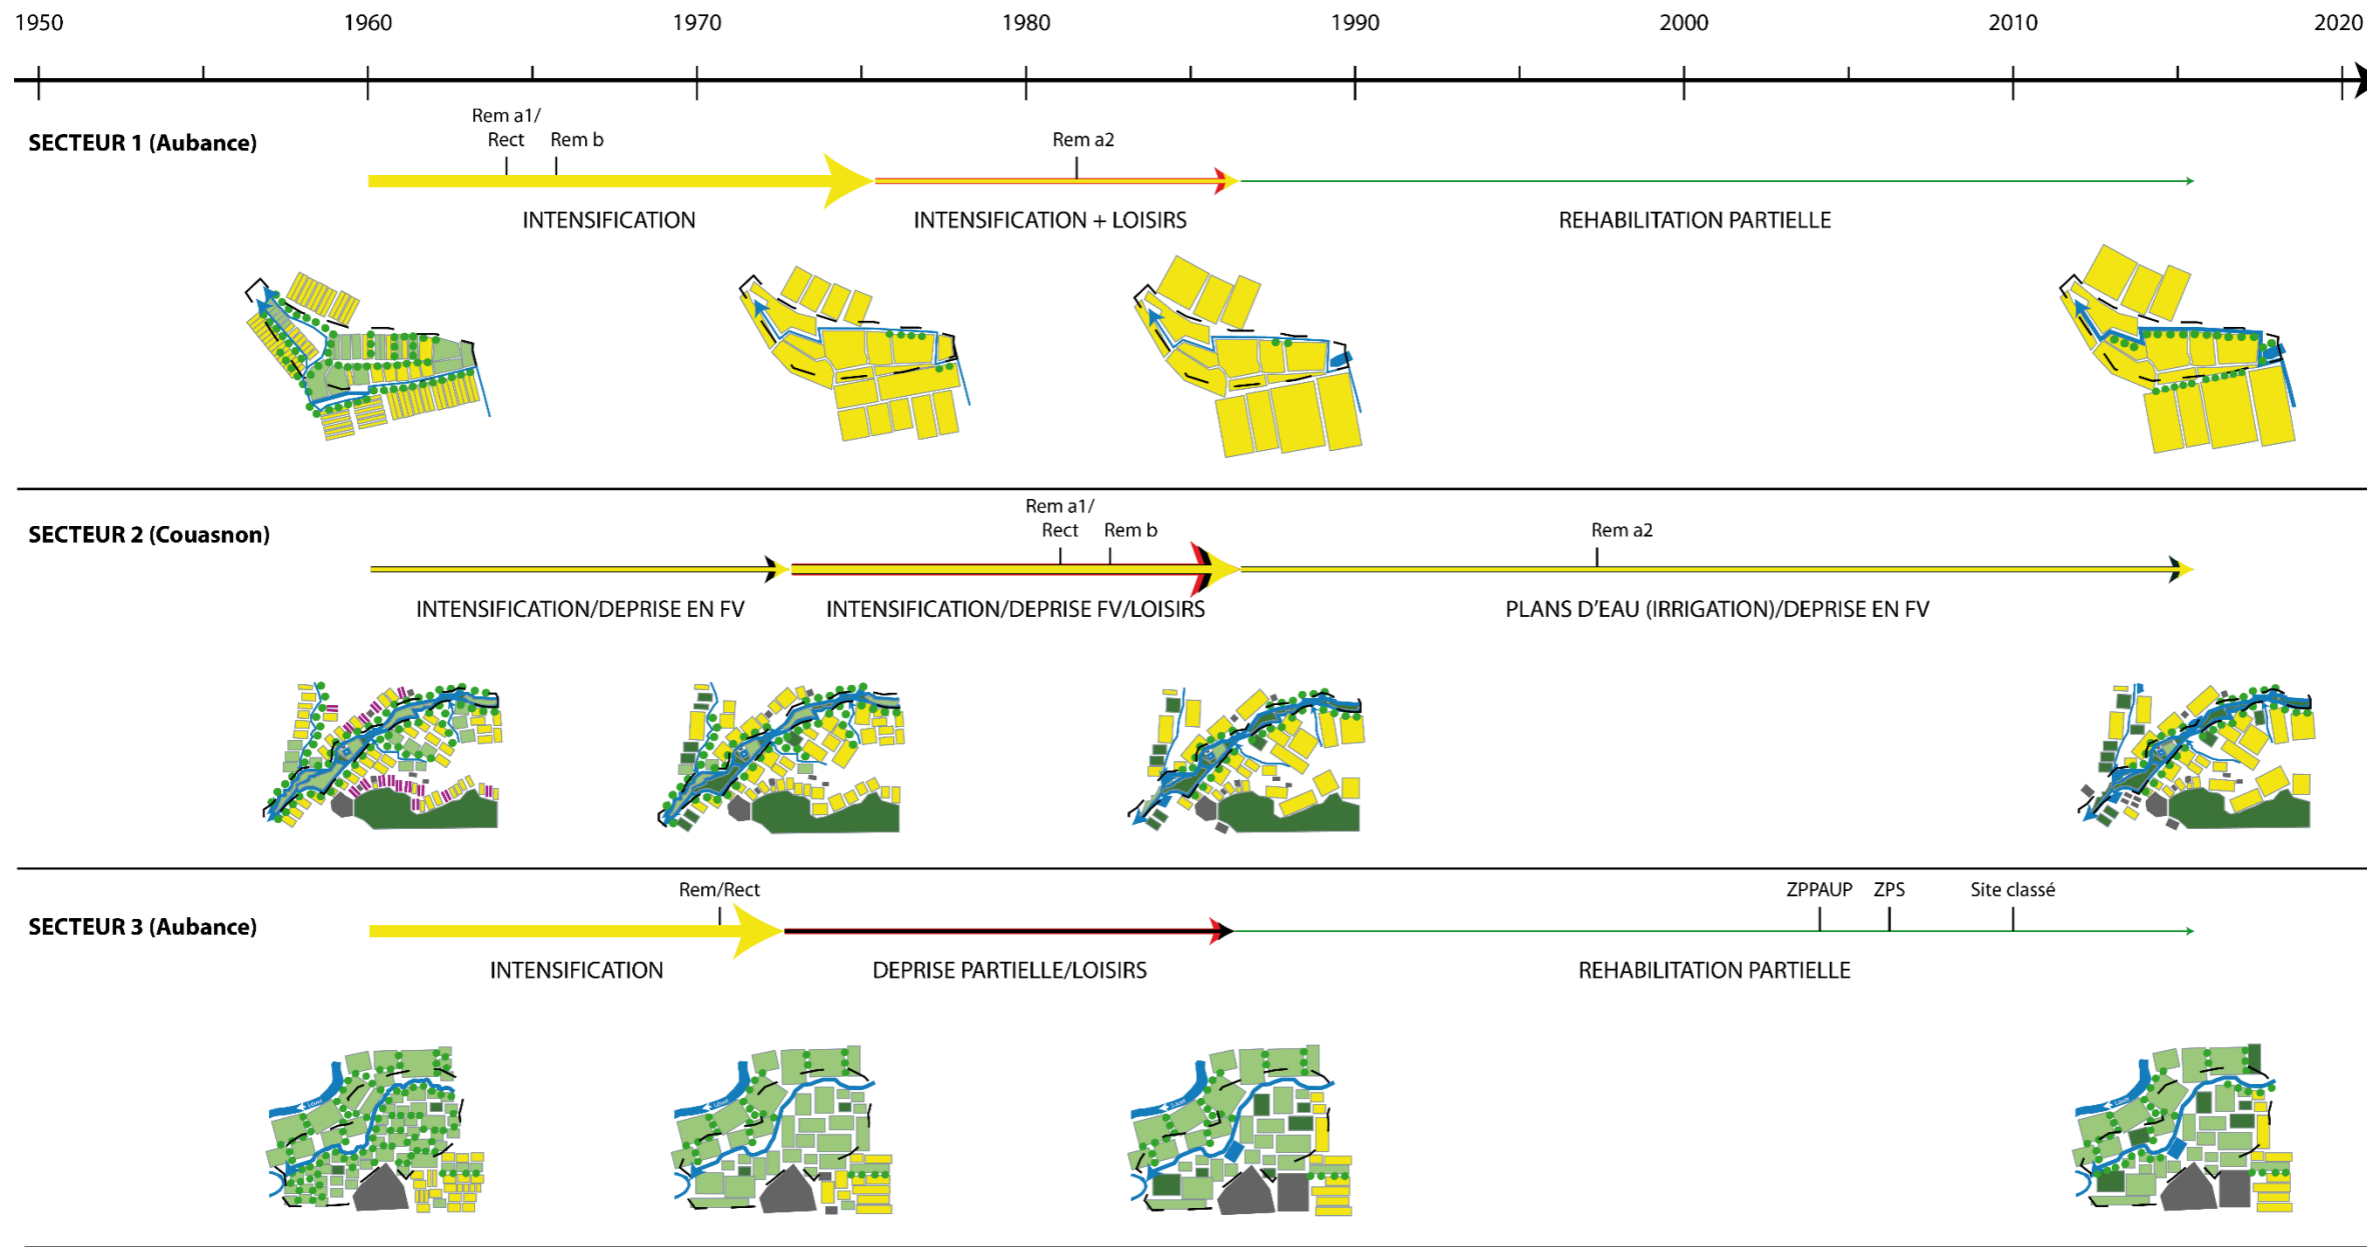 1950 1960 1970 1980 1990 2000 2010 2020
Rem a1/
SECTEUR 1 (Aubance) Rect Rem b Rem a2
INTENSIFICATION INTENSIFICATION + LOISIRS REHABILITATION PARTIELLE
Rem a1/
SECTEUR 2 (Couasnon) Rect Rem b Rem a2
INTENSIFICATION/DEPRISE EN FV INTENSIFICATION/DEPRISE FV/LOISIRS PLANS D'EAU (IRRIGATION)/DEPRISE EN FV
Rem/Rect ZPPAUP ZPS Site classé
SECTEUR 3 (Aubance)
INTENSIFICATION DEPRISE PARTIELLE/LOISIRS REHABILITATION PARTIELLE